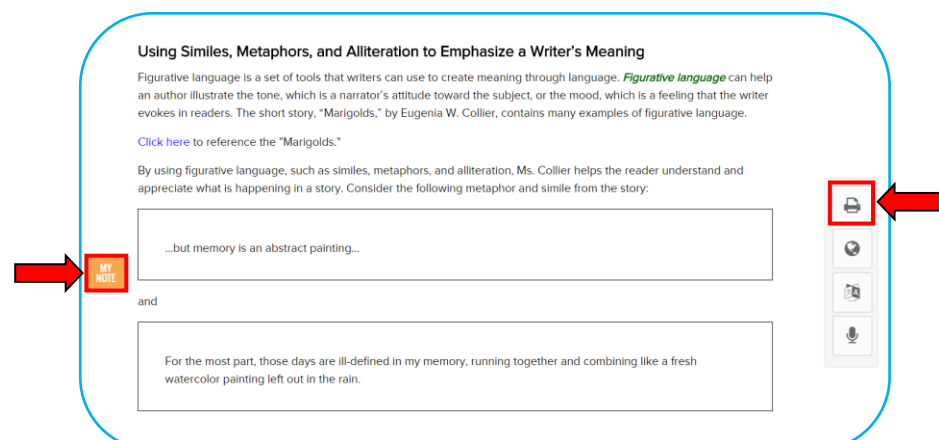 Using Similes, Metaphors, and Alliteration to Emphasize a Writer's Meaning
Figurative language is a set of tools that writers can use to create meaning through language. Figurative language can help
an author illustrate the tone, which is a narrator's attitude toward the subject, or the mood, which is a feeling that the writer
evokes in readers. The short story, “Marigolds,” by Eugenia W. Collier, contains many examples of figurative language.
Click here to reference the "Marigolds."
By using figurative language, such as similes, metaphors, and alliteration, Ms. Collier helps the reader understand and
appreciate what is happening in a story. Consider the following metaphor and simile from the story:
...but memory is an abstract painting...
MY
NOTE
and
For the most part, those days are ill-defined in my memory, running together and combining like a fresh
watercolor painting left out in the rain.